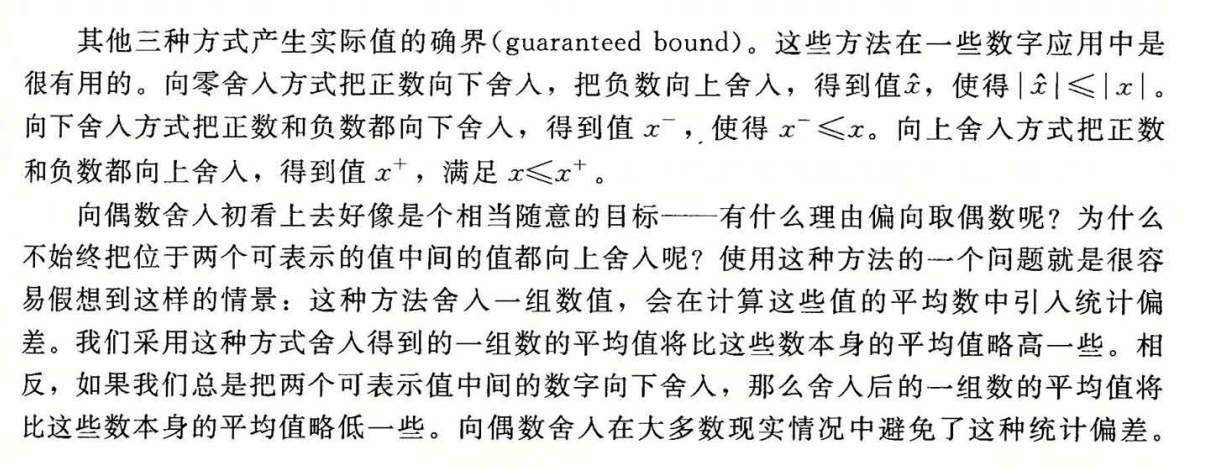 其他三种方式产生实际值的确界(guaranteed bound)。这些方法在一些数字应用中是
很有用的。向零舍入方式把正数向下舍入，把负数向上舍入，得到值x̂，使得|x̂|≤|x|。
向下舍入方式把正数和负数都向下舍入，得到值 x⁻，使得 x⁻≤x。向上舍入方式把正数
和负数都向上舍入，得到值 x⁺，满足 x≤x⁺。
向偶数舍入初看上去好像是个相当随意的目标——有什么理由偏向取偶数呢？为什么
不始终把位于两个可表示的值中间的值都向上舍入呢？使用这种方法的一个问题就是很容
易假想到这样的情景：这种方法舍入一组数值，会在计算这些值的平均数中引入统计偏
差。我们采用这种方式舍入得到的一组数的平均值将比这些数本身的平均值略高一些。相
反，如果我们总是把两个可表示值中间的数字向下舍入，那么舍入后的一组数的平均值将
比这些数本身的平均值略低一些。向偶数舍入在大多数现实情况中避免了这种统计偏差。